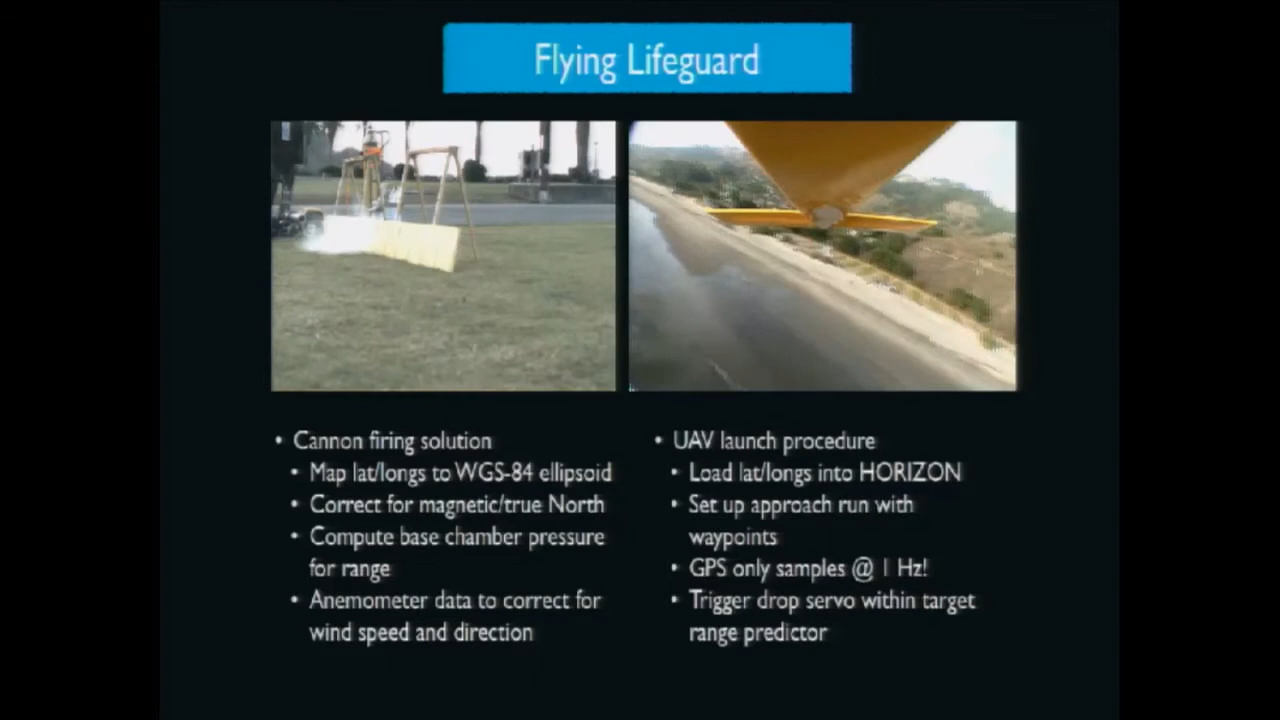 Flying Lifeguard
• Cannon firing solution
• Map lat/longs to WGS-84 ellipsoid
• Correct for magnetic/true North
• Compute base chamber pressure
for range
• Anemometer data to correct for
wind speed and direction
• UAV launch procedure
• Load lat/longs into HORIZON
• Set up approach run with
waypoints
• GPS only samples @ 1 Hz!
• Trigger drop servo within target
range predictor